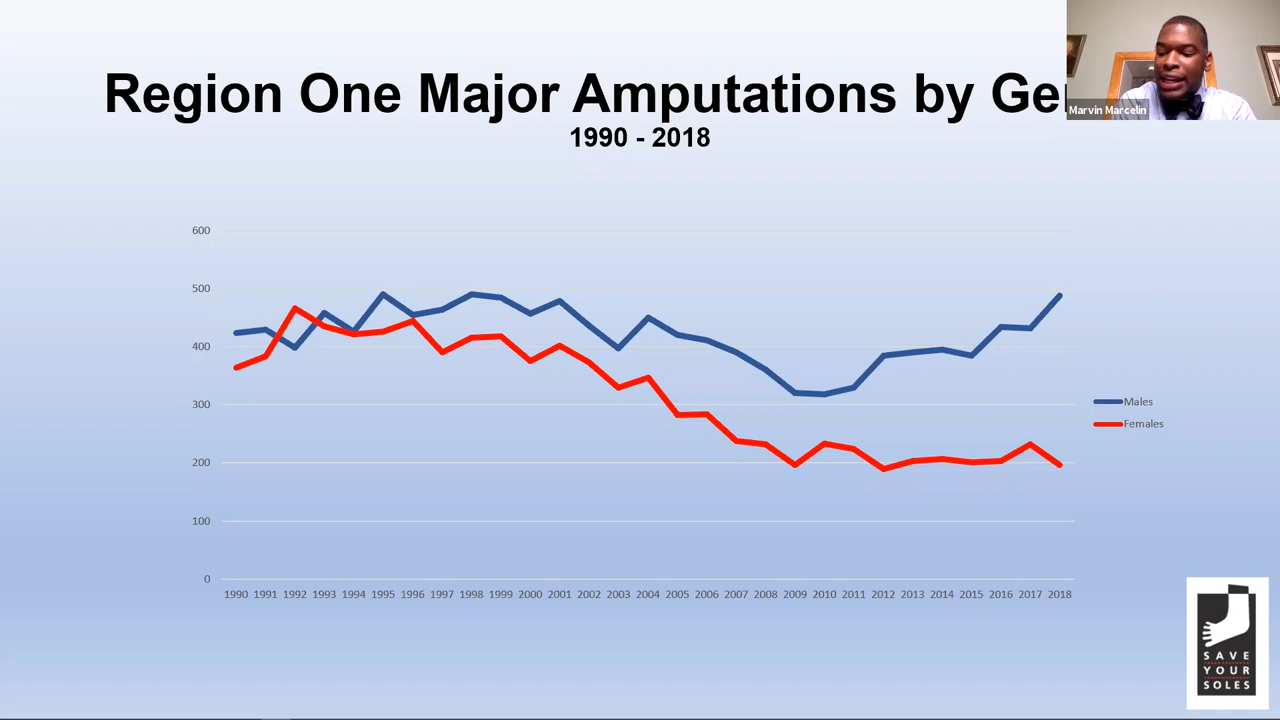 Region One Major Amputations by Ge
1990 - 2018
Marvin Marcelin
600
500
400
300
200
100
0
1990 1991 1992 1993 1994 1995 1996 1997 1998 1999 2000 2001 2002 2003 2004 2005 2006 2007 2008 2009 2010 2011 2012 2013 2014 2015 2016 2017 2018
Males
Females
SAVE
YOUR
SOLES